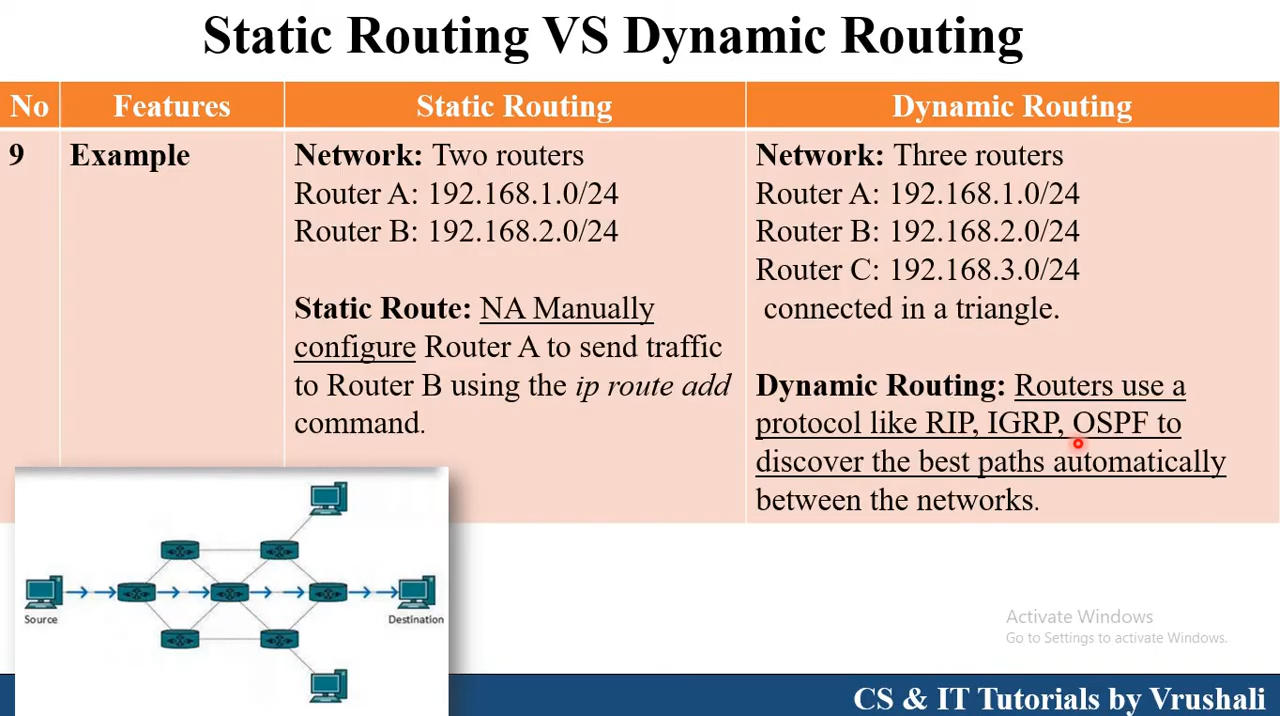 Static Routing VS Dynamic Routing
No Features Static Routing Dynamic Routing
9 Example
Network: Two routers
Router A: 192.168.1.0/24
Router B: 192.168.2.0/24
Static Route: NA Manually
configure Router A to send traffic
to Router B using the ip route add
command.
Network: Three routers
Router A: 192.168.1.0/24
Router B: 192.168.2.0/24
Router C: 192.168.3.0/24
connected in a triangle.
Dynamic Routing: Routers use a
protocol like RIP, IGRP, OSPF to
discover the best paths automatically
between the networks.
Source
Destination
Activate Windows
Go to Settings to activate Windows.
CS & IT Tutorials by Vrushali